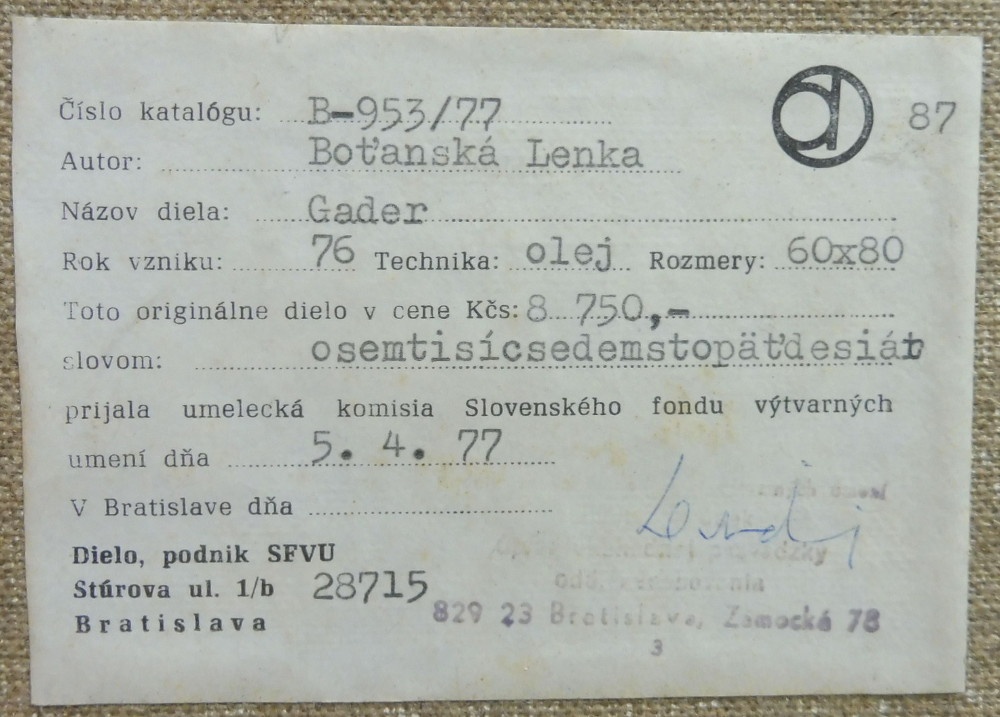 Číslo katalógu: B-953/77 87
Autor: Boťanská Lenka
Názov diela: Gader
Rok vzniku: 76 Technika: olej Rozmery: 60x80
Toto originálne dielo v cene Kčs: 8 750,-
slovom: osemtisícsedemstopäťdesiat
prijala umelecká komisia Slovenského fondu výtvarných
umení dňa 5. 4. 77
umení
V Bratislave dňa
Dielo, podnik SFVU
Štúrova ul. 1/b 28715
Bratislava
829 23 Bratislava, Zámocká 78
3